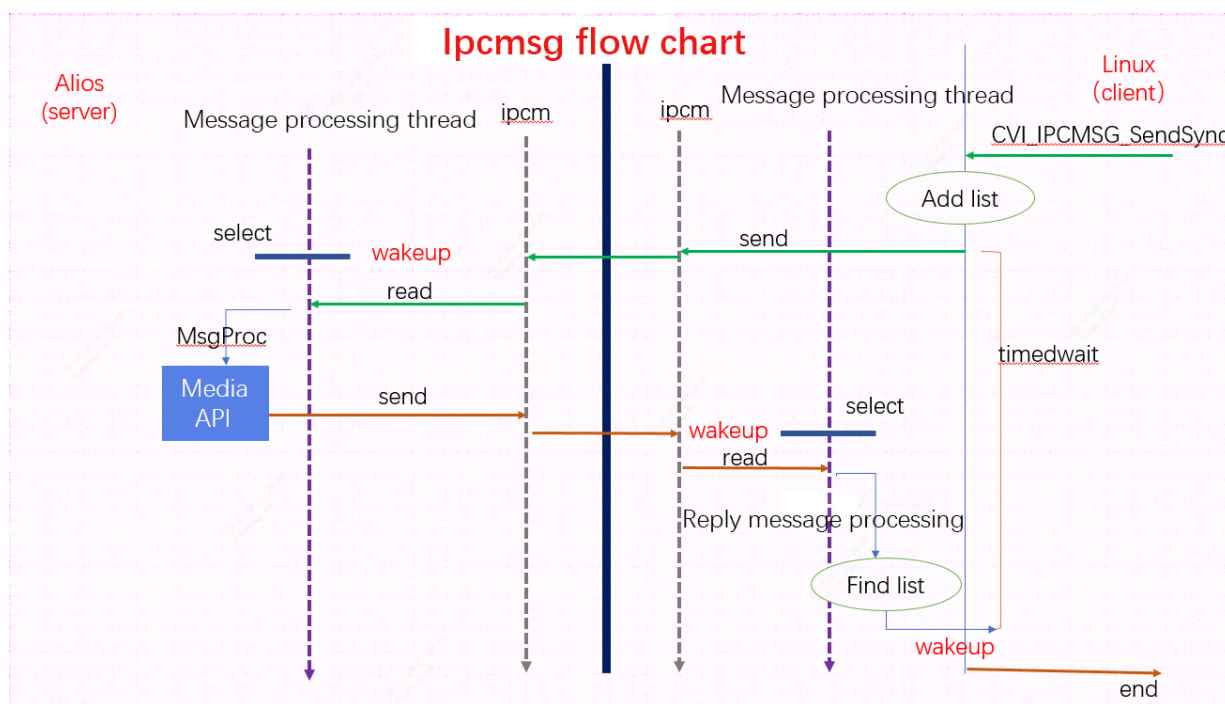 Ipcmsg flow chart
Alios
(server)
Message processing thread
ipcm
ipcm
Message processing thread
Linux
(client)
CVI_IPCMSG_SendSync
Add list
select
wakeup
send
read
MsgProc
timedwait
Media
API
send
wakeup
select
read
Reply message processing
Find list
wakeup
end